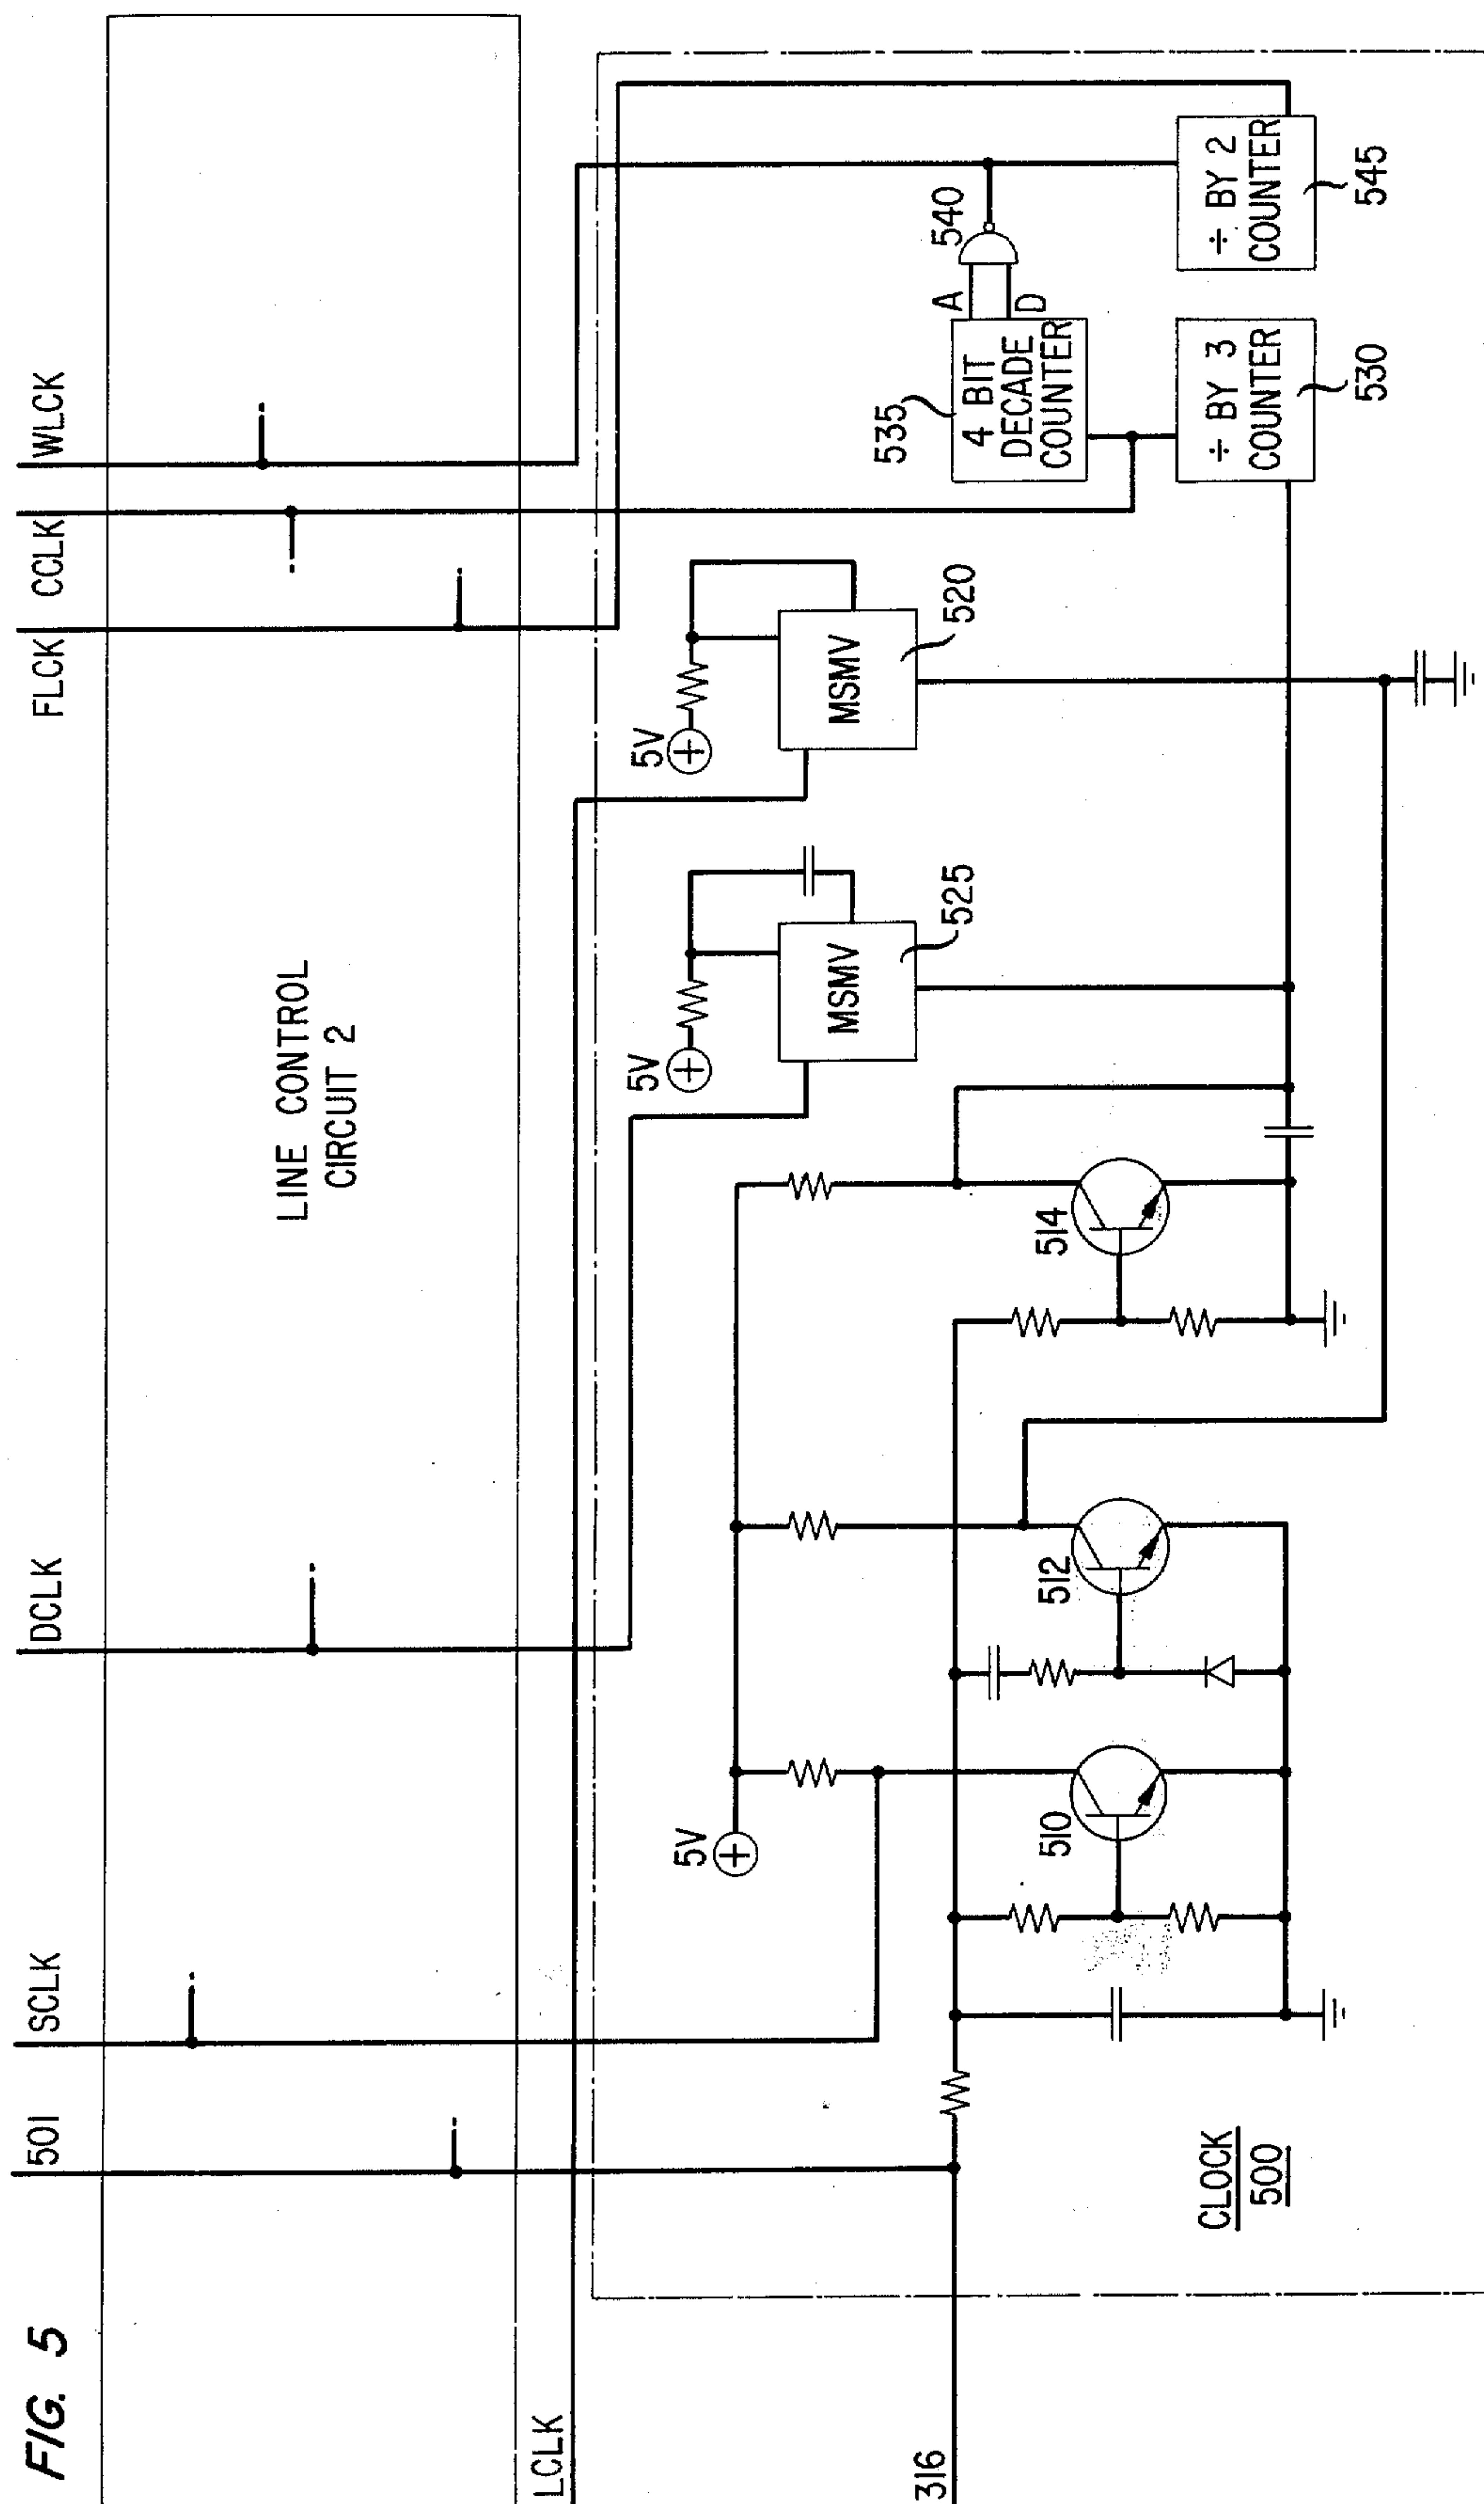 FIG. 5
501
SCLK
DCLK
FLCK
CCLK
WLCK
LINE CONTROL
CIRCUIT 2
LCLK
316
5V
5V
5V
510
512
514
MSMV
525
MSMV
520
535
4 BIT
DECADE
COUNTER
A
D
540
÷ BY 3
COUNTER
530
÷ BY 2
COUNTER
545
CLOCK
500